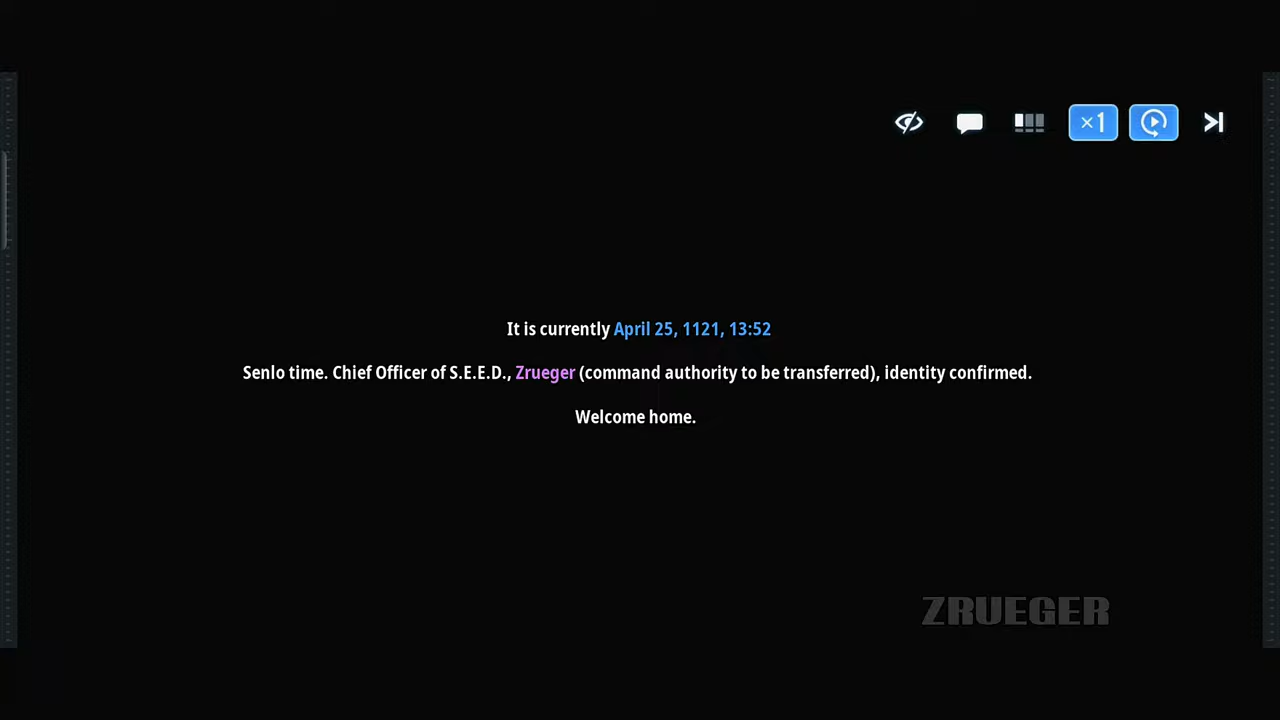 ×1
It is currently April 25, 1121, 13:52
Senlo time. Chief Officer of S.E.E.D., Zrueger (command authority to be transferred), identity confirmed.
Welcome home.
ZRUEGER